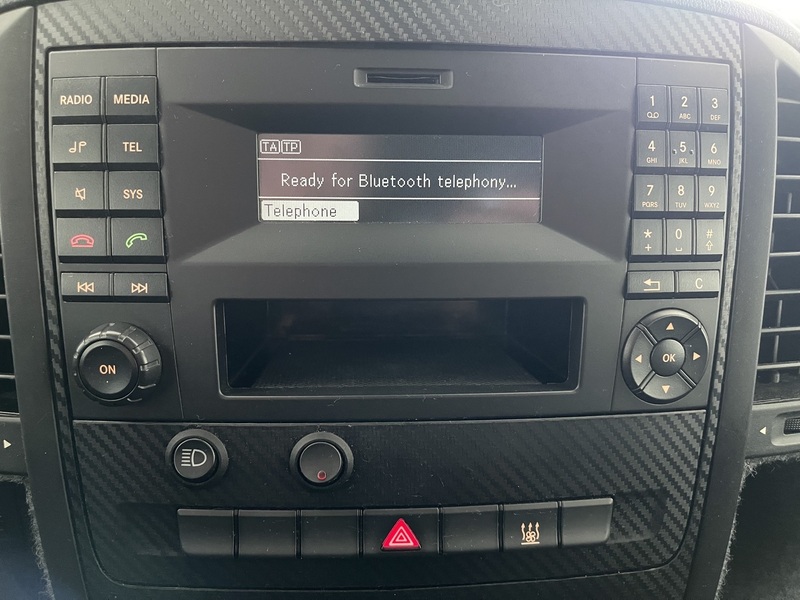 RADIO MEDIA
TEL
SYS
ON
TA TP
Ready for Bluetooth telephony...
Telephone
1 2 3
ABC DEF
4 5 6
GHI JKL MNO
7 8 9
PQRS TUV WXYZ
* 0 #
+
C
OK